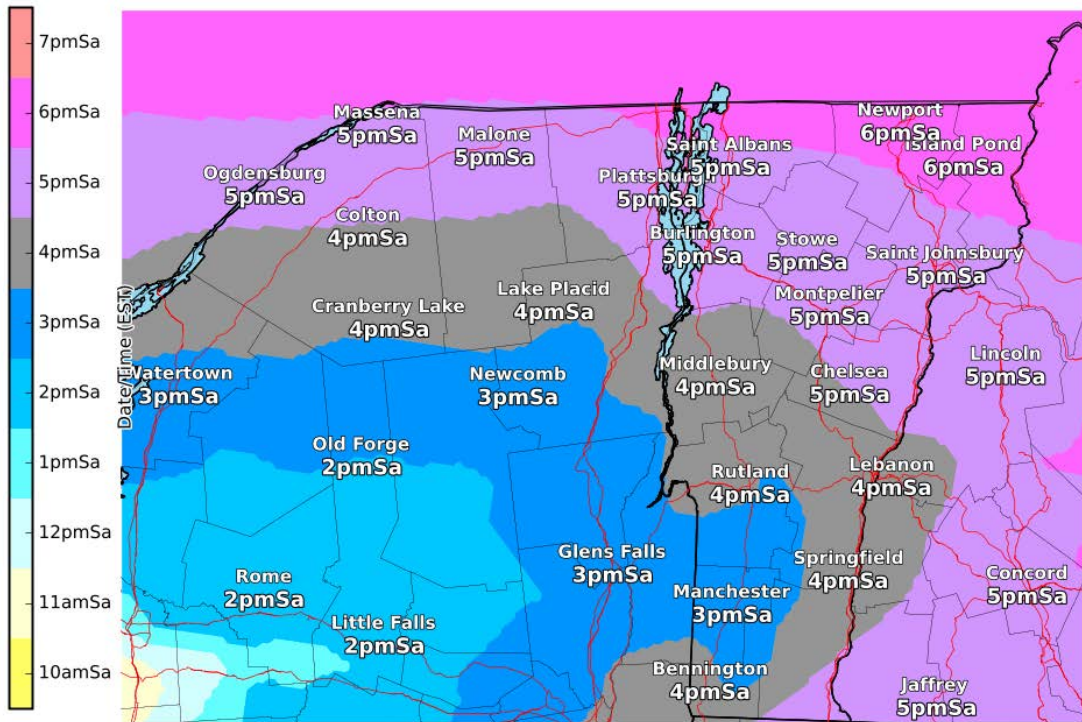 7pmSa
6pmSa
5pmSa
4pmSa
3pmSa
2pmSa
1pmSa
12pmSa
11amSa
10amSa
Date/Time (EST)
Massena
5pmSa
Malone
5pmSa
Newport
6pmSa
Saint Albans
5pmSa
Island Pond
6pmSa
Ogdensburg
5pmSa
Plattsburgh
5pmSa
Colton
4pmSa
Burlington
5pmSa
Stowe
5pmSa
Saint Johnsbury
5pmSa
Cranberry Lake
4pmSa
Lake Placid
4pmSa
Montpelier
5pmSa
Watertown
3pmSa
Newcomb
3pmSa
Middlebury
4pmSa
Chelsea
5pmSa
Lincoln
5pmSa
Old Forge
2pmSa
Rutland
4pmSa
Lebanon
4pmSa
Rome
2pmSa
Glens Falls
3pmSa
Manchester
3pmSa
Springfield
4pmSa
Concord
5pmSa
Little Falls
2pmSa
Bennington
4pmSa
Jaffrey
5pmSa